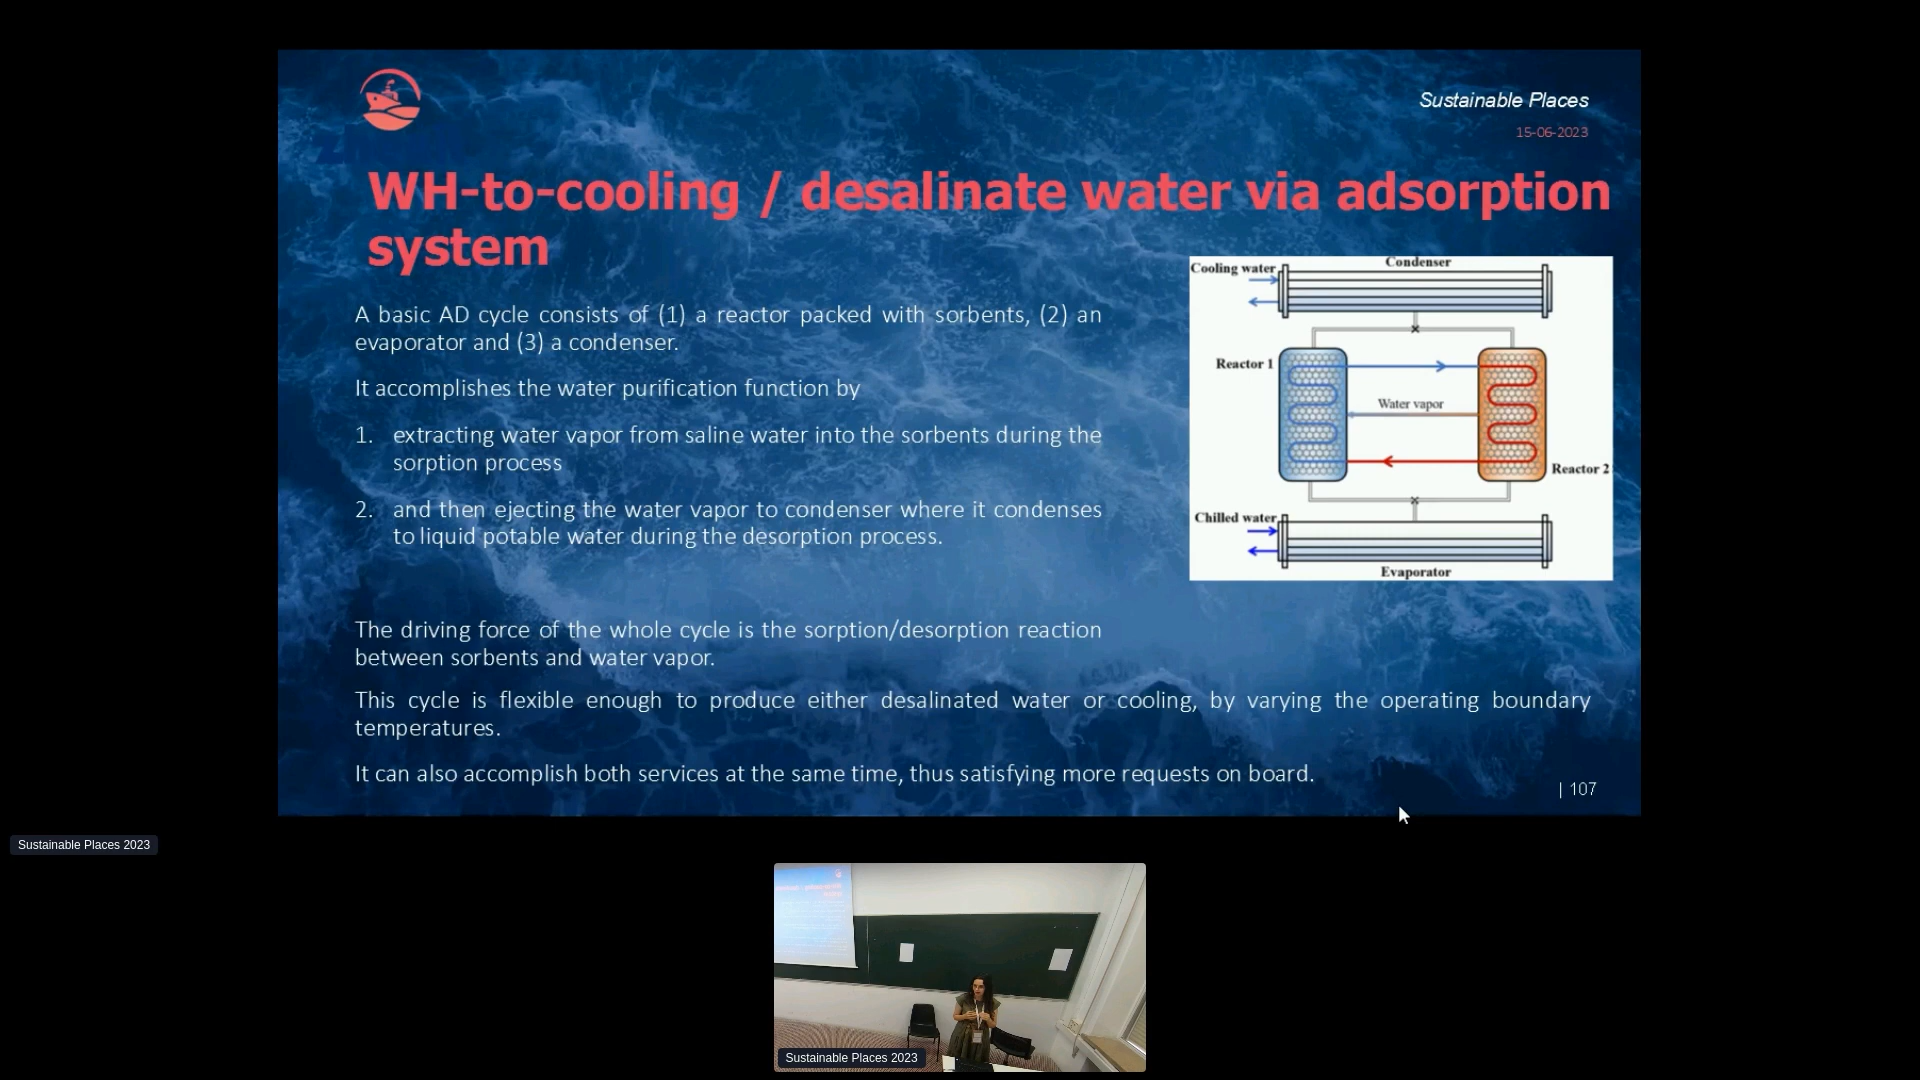 Sustainable Places
15-06-2023
WH-to-cooling / desalinate water via adsorption
system
A basic AD cycle consists of (1) a reactor packed with sorbents, (2) an
evaporator and (3) a condenser.
It accomplishes the water purification function by
1. extracting water vapor from saline water into the sorbents during the
sorption process
2. and then ejecting the water vapor to condenser where it condenses
to liquid potable water during the desorption process.
Condenser
Cooling water
Reactor 1
Water vapor
Reactor 2
Chilled water
Evaporator
The driving force of the whole cycle is the sorption/desorption reaction
between sorbents and water vapor.
This cycle is flexible enough to produce either desalinated water or cooling, by varying the operating boundary
temperatures.
It can also accomplish both services at the same time, thus satisfying more requests on board.
| 107
Sustainable Places 2023
Sustainable Places 2023